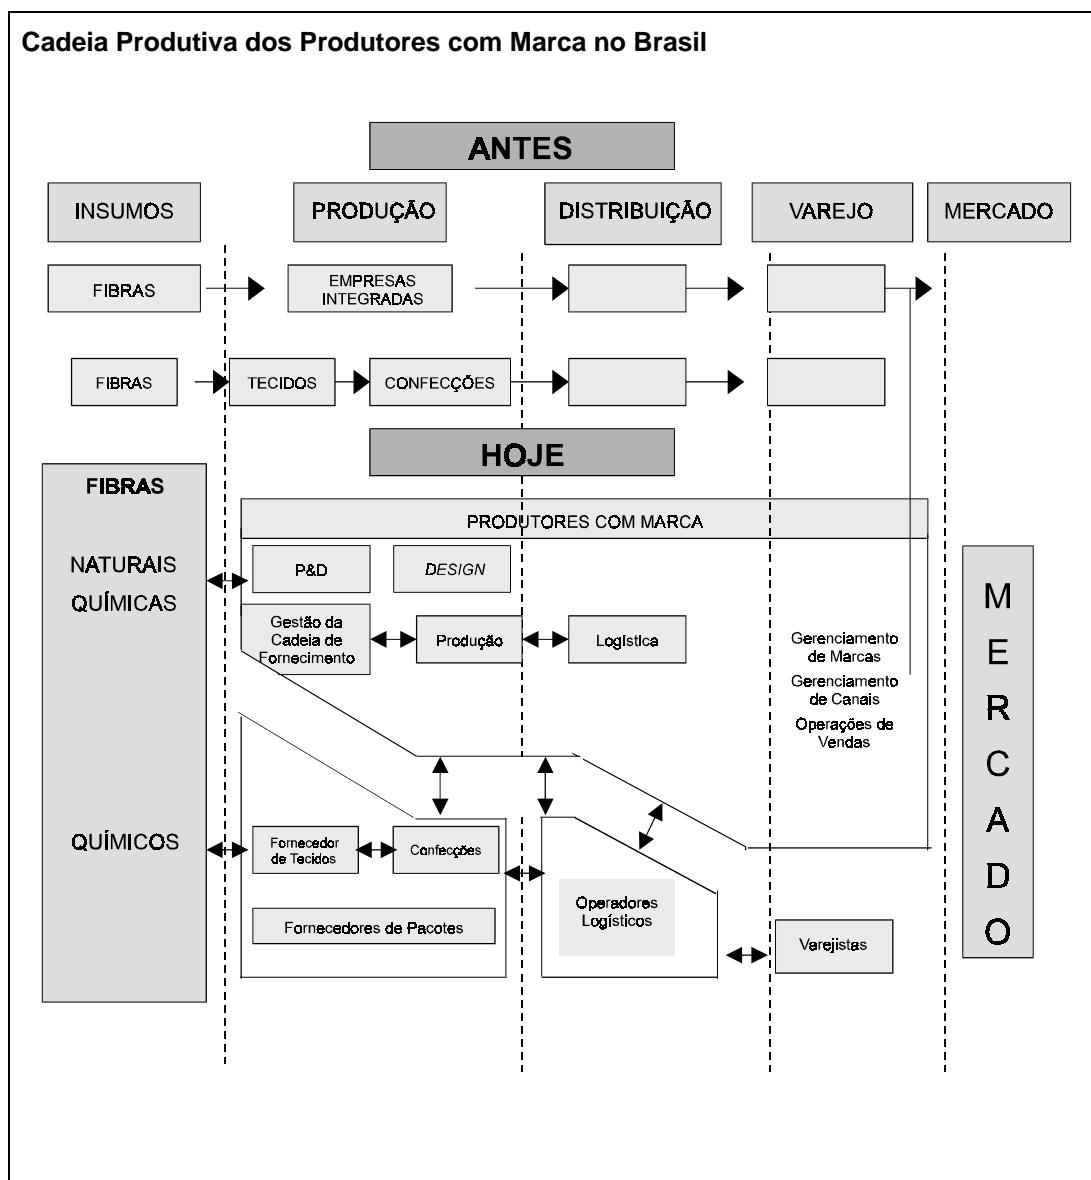 Cadeia Produtiva dos Produtores com Marca no Brasil
ANTES
INSUMOS
PRODUÇÃO
DISTRIBUIÇÃO
VAREJO
MERCADO
FIBRAS
EMPRESAS
INTEGRADAS
FIBRAS
TECIDOS
CONFECÇÕES
HOJE
FIBRAS
NATURAIS
QUÍMICAS
QUÍMICOS
PRODUTORES COM MARCA
P&D
DESIGN
Gestão da
Cadeia de
Fornecimento
Produção
Logística
Gerenciamento
de Marcas
Gerenciamento
de Canais
Operações de
Vendas
Fornecedor
de Tecidos
Confecções
Fornecedores de Pacotes
Operadores
Logísticos
Varejistas
M
E
R
C
A
D
O